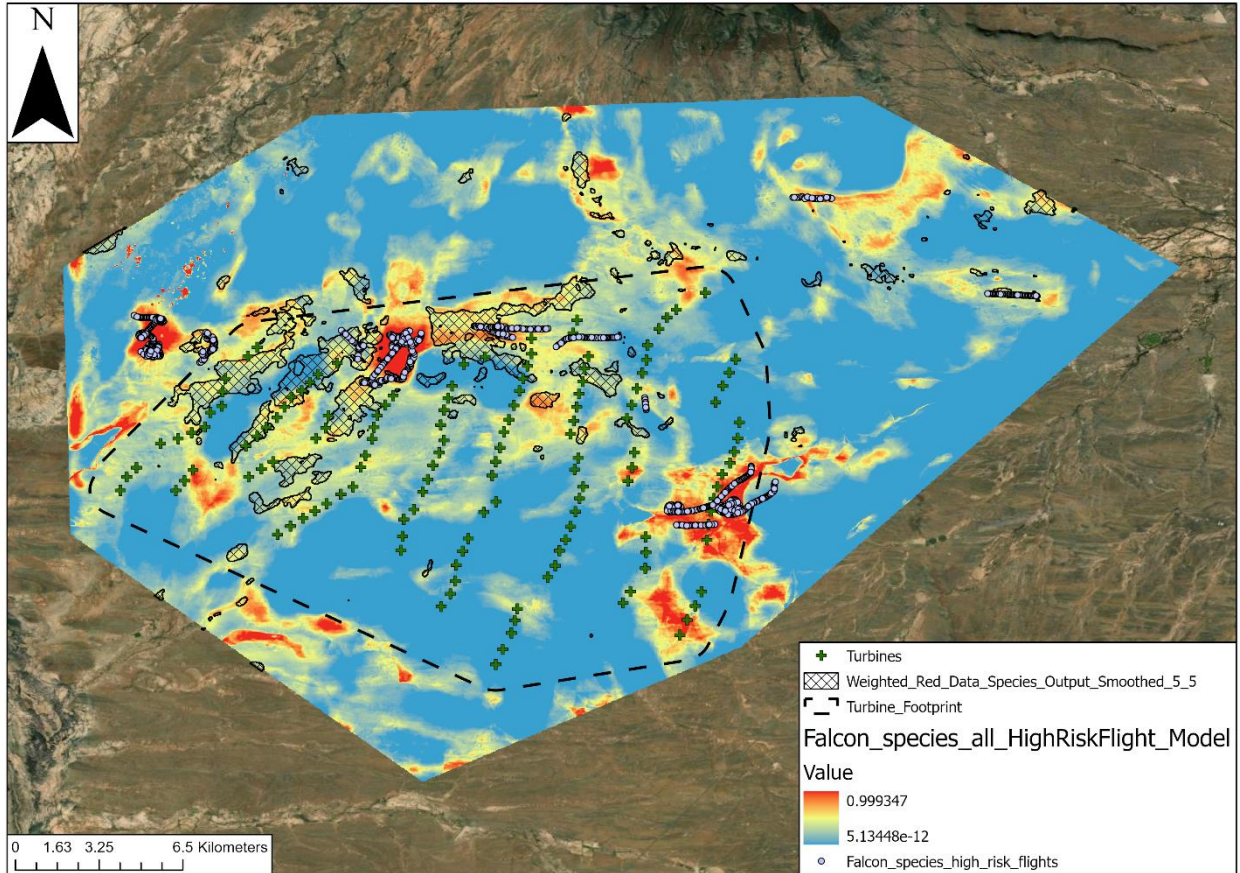 N
Turbines
Weighted_Red_Data_Species_Output_Smoothed_5_5
Turbine_Footprint
Falcon_species_all_HighRiskFlight_Model
Value
0.999347
5.13448e-12
Falcon_species_high_risk_flights
0 1.63 3.25 6.5 Kilometers